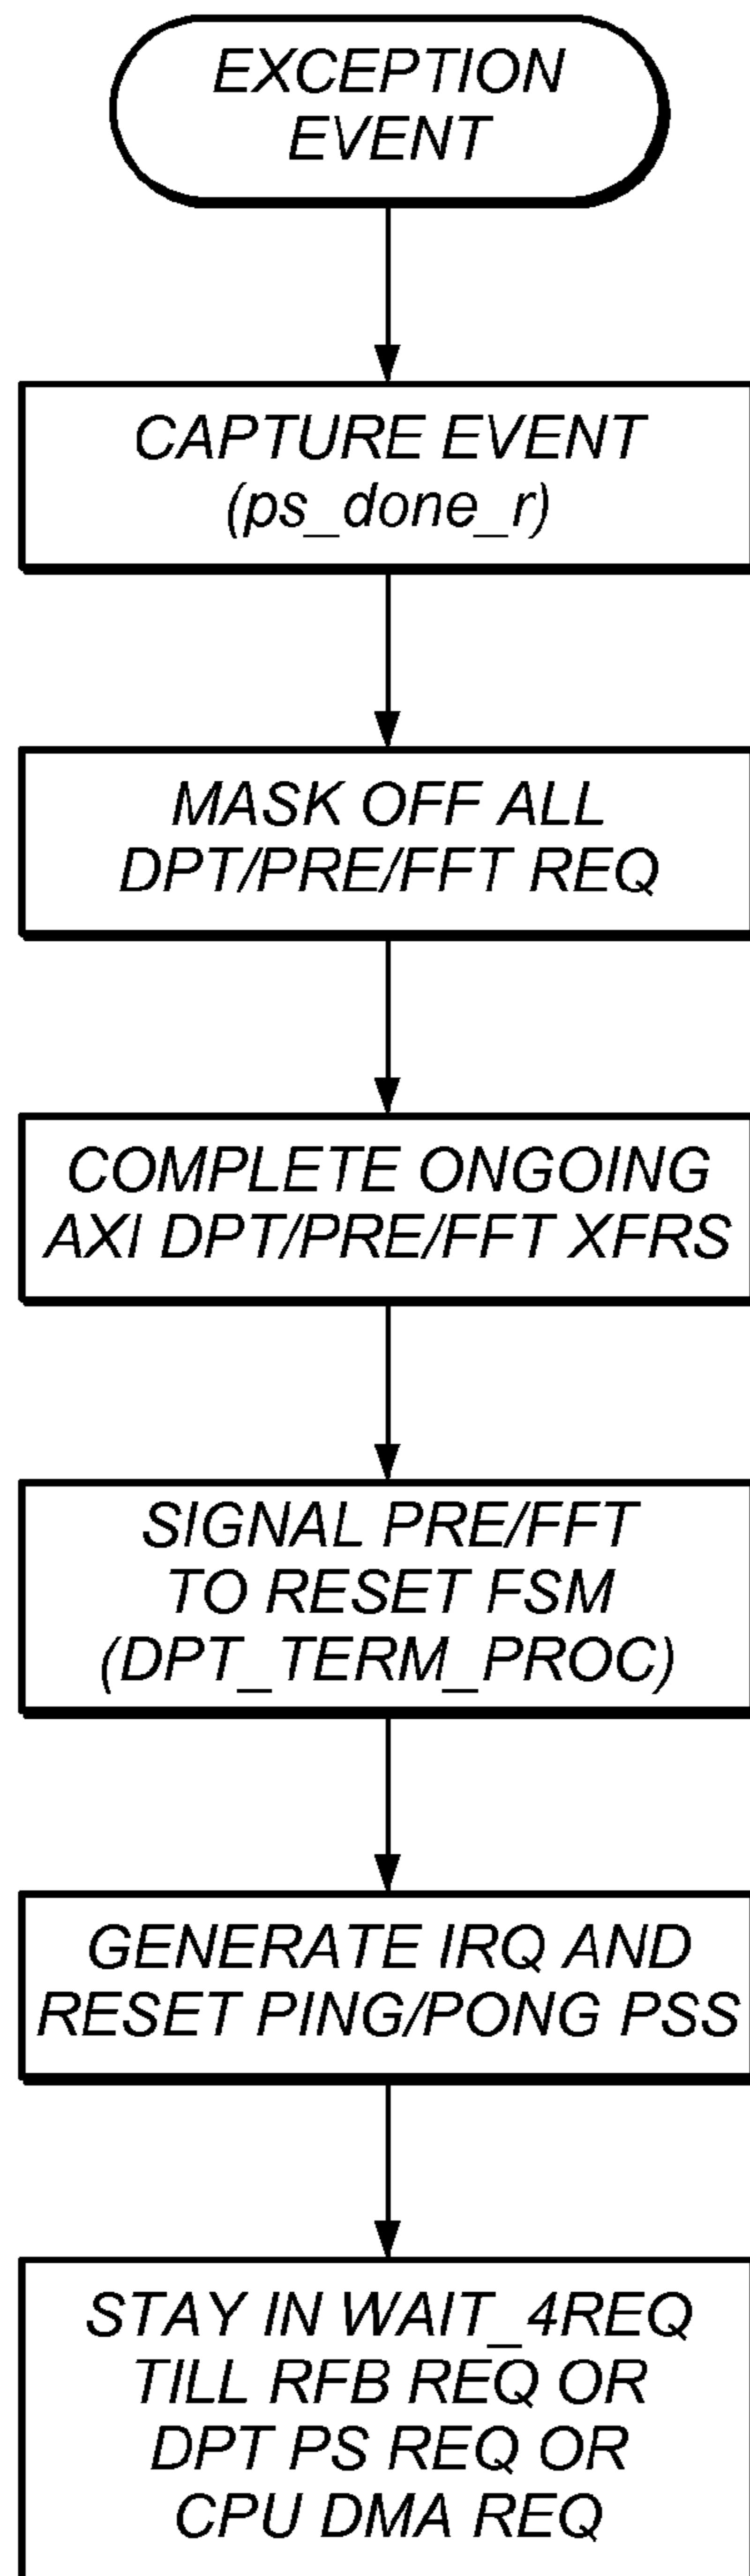 EXCEPTION
EVENT
CAPTURE EVENT
(ps_done_r)
MASK OFF ALL
DPT/PRE/FFT REQ
COMPLETE ONGOING
AXI DPT/PRE/FFT XFRS
SIGNAL PRE/FFT
TO RESET FSM
(DPT_TERM_PROC)
GENERATE IRQ AND
RESET PING/PONG PSS
STAY IN WAIT_4REQ
TILL RFB REQ OR
DPT PS REQ OR
CPU DMA REQ